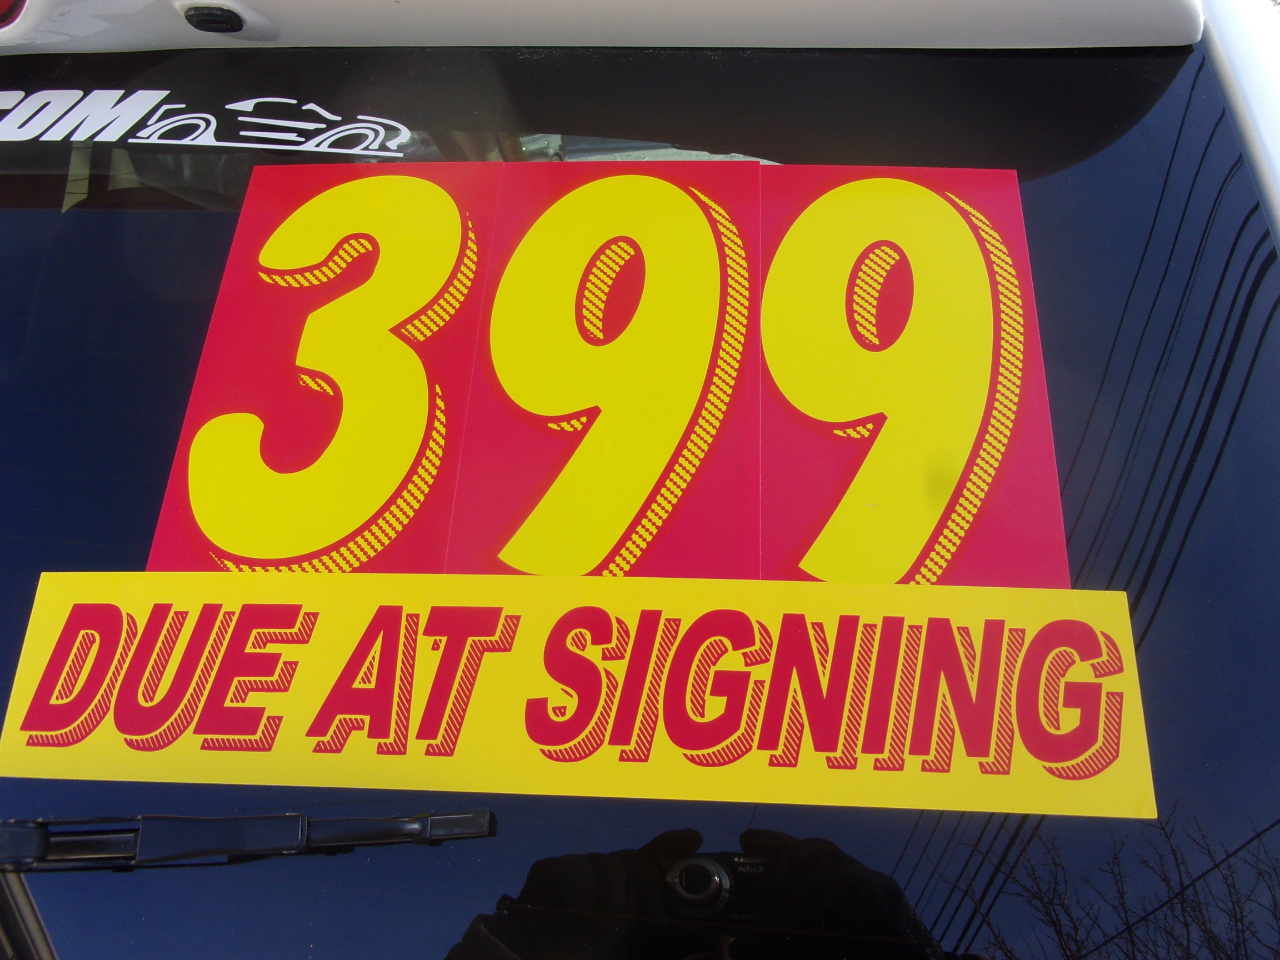 COM
399
DUE AT SIGNING